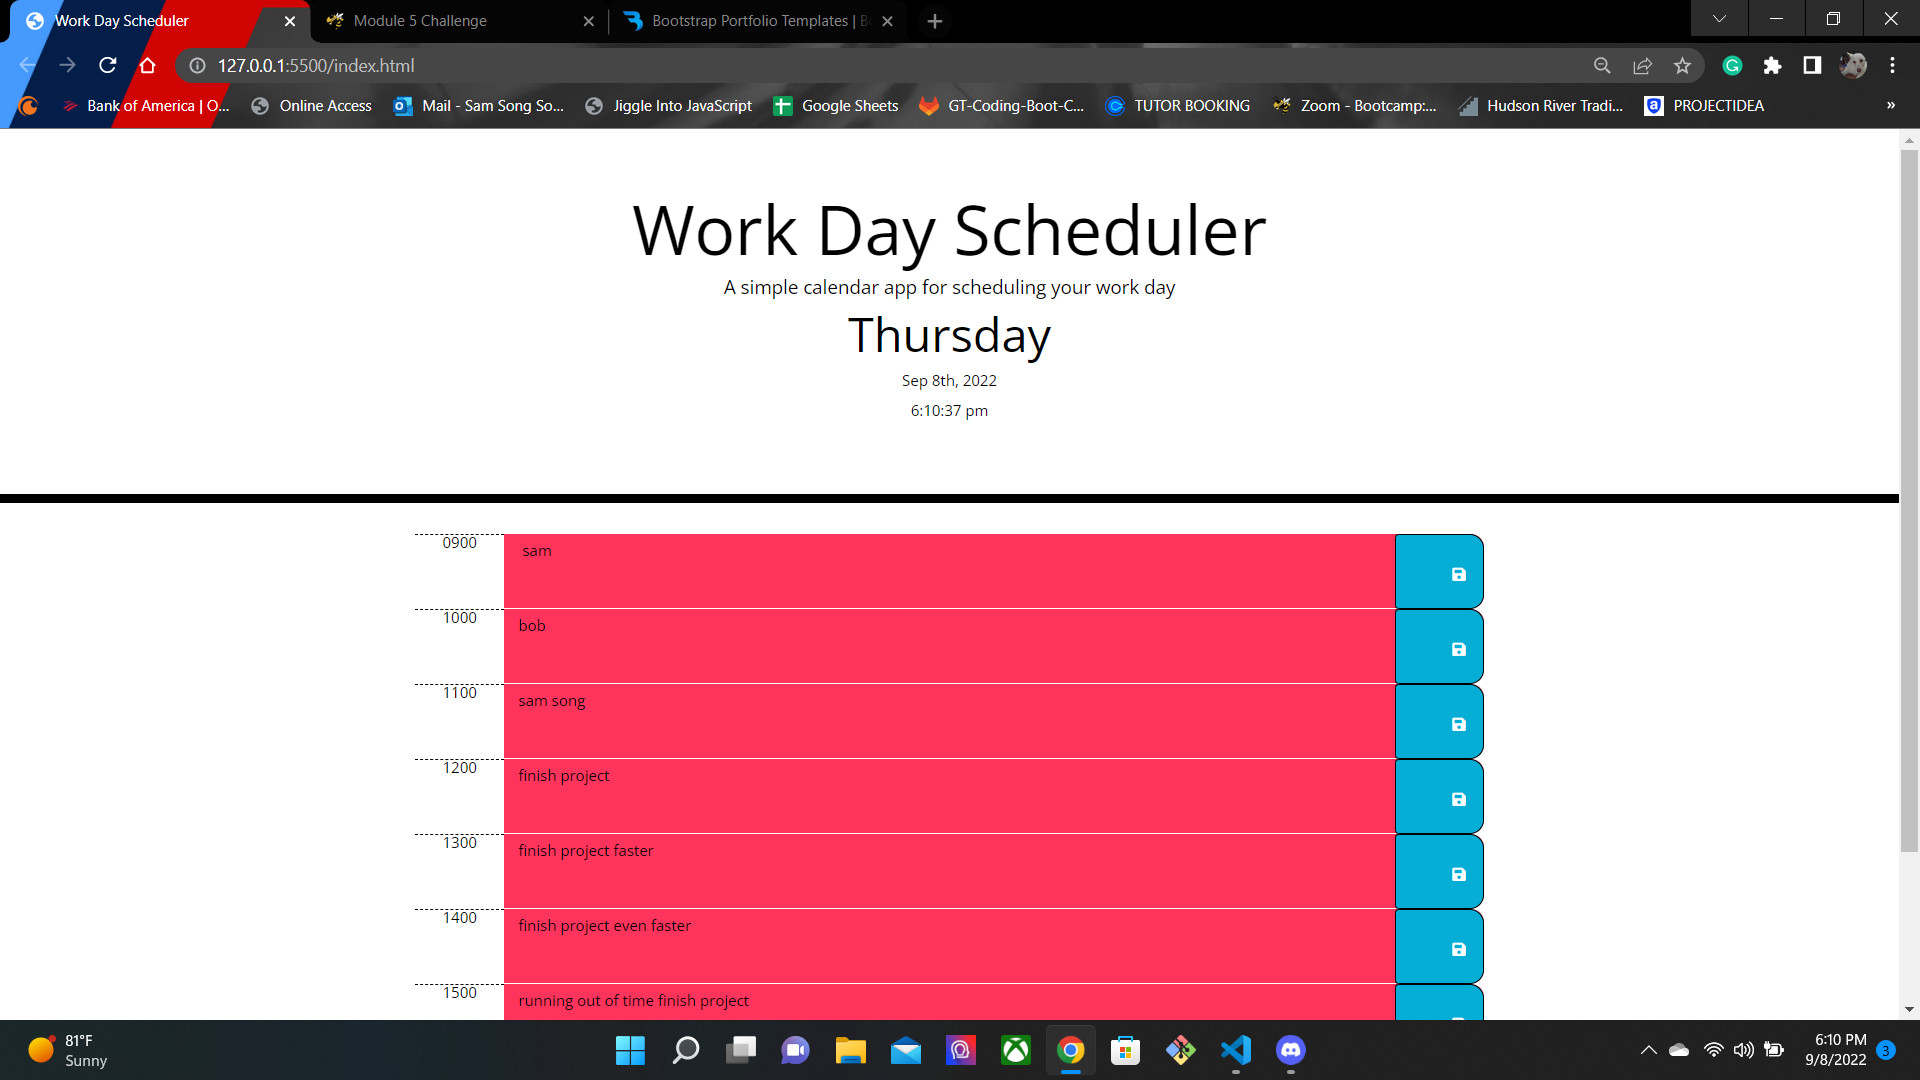 Work Day Scheduler
Module 5 Challenge
Bootstrap Portfolio Templates | B
127.0.0.1:5500/index.html
Bank of America | O...
Online Access
Mail - Sam Song So...
Jiggle Into JavaScript
Google Sheets
GT-Coding-Boot-C...
TUTOR BOOKING
Zoom - Bootcamp:...
Hudson River Tradi...
PROJECTIDEA
»
Work Day Scheduler
A simple calendar app for scheduling your work day
Thursday
Sep 8th, 2022
6:10:37 pm
0900 sam
1000 bob
1100 sam song
1200 finish project
1300 finish project faster
1400 finish project even faster
1500 running out of time finish project
81°F
Sunny
6:10 PM
9/8/2022
3